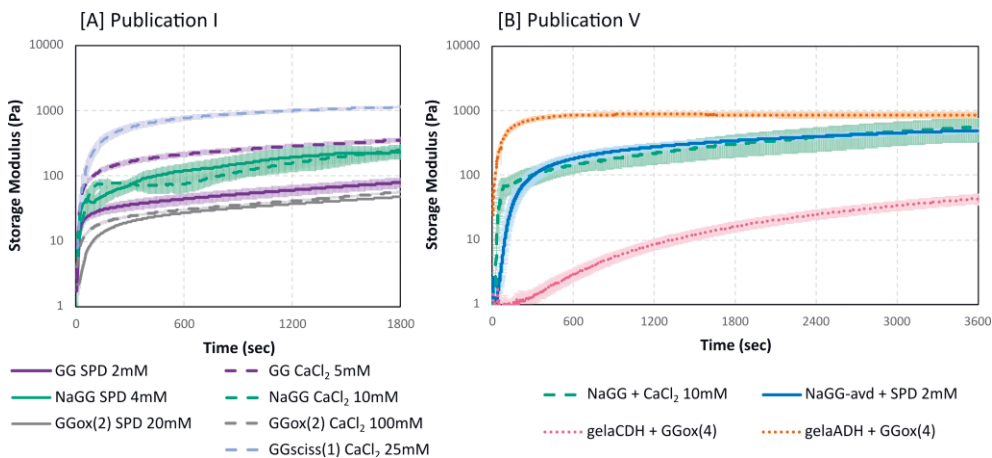 [A] Publication I
[B] Publication V
Storage Modulus (Pa)
10000
1000
100
10
1
0
600
1200
1800
Time (sec)
Storage Modulus (Pa)
10000
1000
100
10
1
0
600
1200
1800
2400
3000
3600
Time (sec)
GG SPD 2mM
GG CaCl₂ 5mM
NaGG SPD 4mM
NaGG CaCl₂ 10mM
GGox(2) SPD 20mM
GGox(2) CaCl₂ 100mM
GGsciss(1) CaCl₂ 25mM
NaGG + CaCl₂ 10mM
NaGG-avd + SPD 2mM
gelaCDH + GGox(4)
gelaADH + GGox(4)